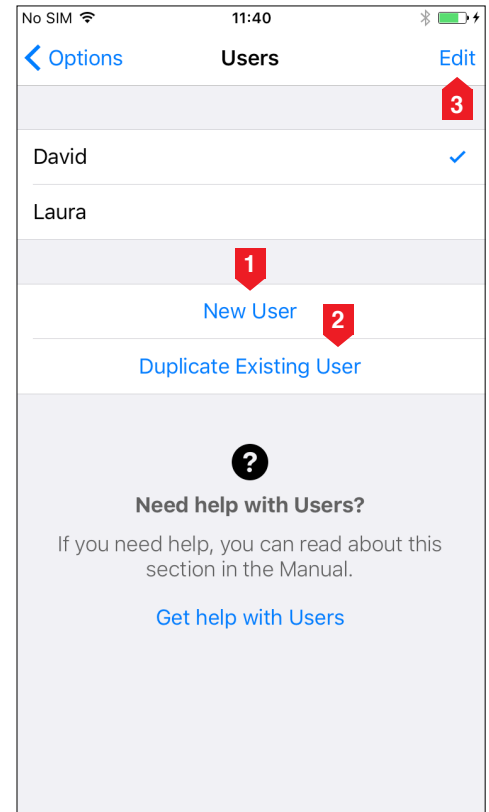 No SIM 11:40
Options Users Edit
3
David
Laura
1
New User
2
Duplicate Existing User
?
Need help with Users?
If you need help, you can read about this
section in the Manual.
Get help with Users